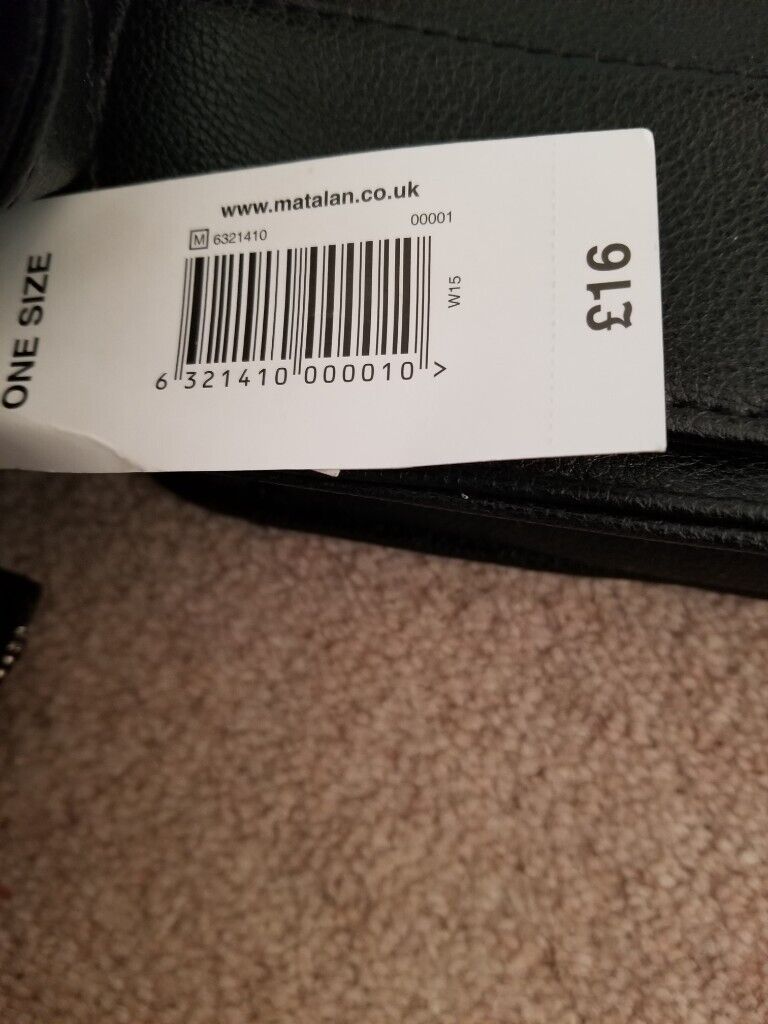 www.matalan.co.uk
M 6321410 00001
6 321410 000010 >
W15
ONE SIZE
£16